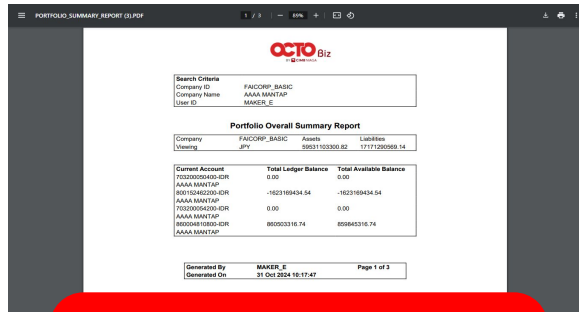 PORTFOLIO_SUMMARY_REPORT (3).PDF 1 / 3 89%
OCTO Biz
BY CIMB NIAGA
Search Criteria
Company ID FAICORP_BASIC
Company Name AAAA MANTAP
User ID MAKER_E
Portfolio Overall Summary Report
Company FAICORP_BASIC Assets Liabilities
Viewing JPY 59531103300.82 17171290569.14
Current Account Total Ledger Balance Total Available Balance
703200050400-IDR 0.00 0.00
AAAA MANTAP
800152462200-IDR -1623169434.54 -1623169434.54
AAAA MANTAP
703200054200-IDR 0.00 0.00
AAAA MANTAP
860004810800-IDR 860503316.74 859845316.74
AAAA MANTAP
Generated By MAKER_E Page 1 of 3
Generated On 31 Oct 2024 10:17:47